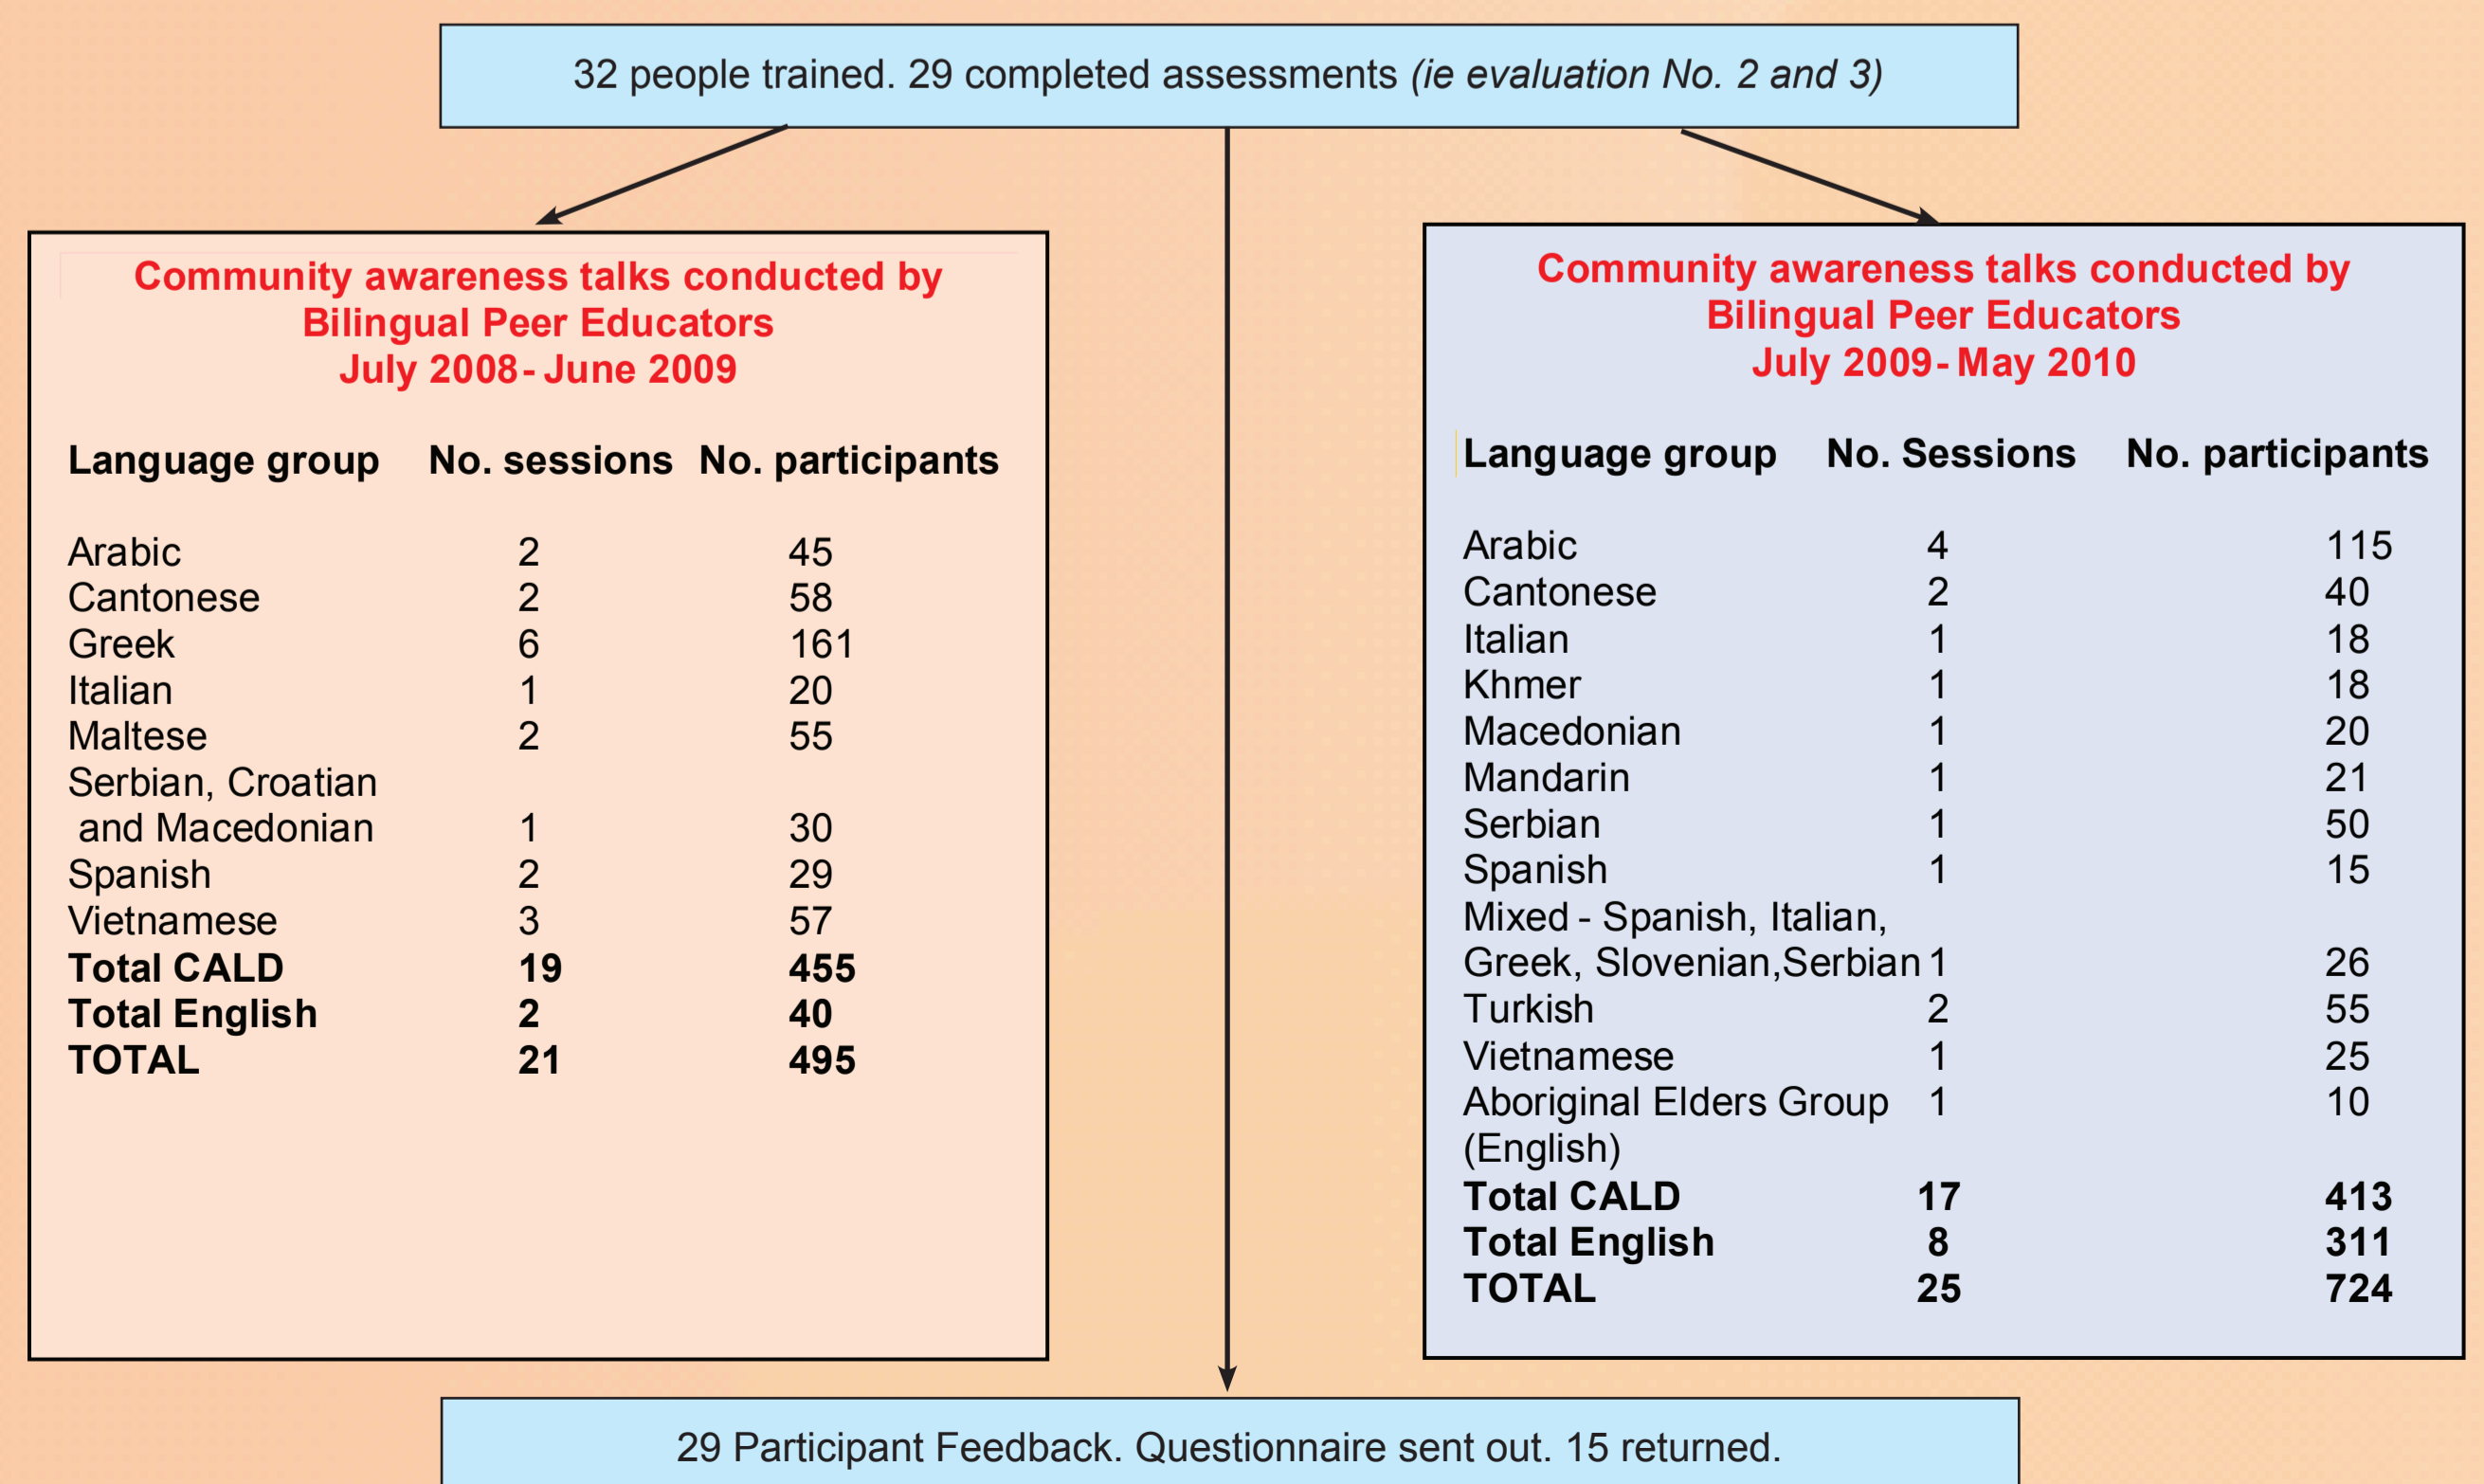 32 people trained. 29 completed assessments (ie evaluation No. 2 and 3)
Community awareness talks conducted by
Bilingual Peer Educators
July 2008- June 2009
Language group No. sessions No. participants
Arabic 2 45
Cantonese 2 58
Greek 6 161
Italian 1 20
Maltese 2 55
Serbian, Croatian
and Macedonian 1 30
Spanish 2 29
Vietnamese 3 57
Total CALD 19 455
Total English 2 40
TOTAL 21 495
Community awareness talks conducted by
Bilingual Peer Educators
July 2009- May 2010
Language group No. Sessions No. participants
Arabic 4 115
Cantonese 2 40
Italian 1 18
Khmer 1 18
Macedonian 1 20
Mandarin 1 21
Serbian 1 50
Spanish 1 15
Mixed - Spanish, Italian,
Greek, Slovenian,Serbian 1 26
Turkish 2 55
Vietnamese 1 25
Aboriginal Elders Group 1 10
(English)
Total CALD 17 413
Total English 8 311
TOTAL 25 724
29 Participant Feedback. Questionnaire sent out. 15 returned.